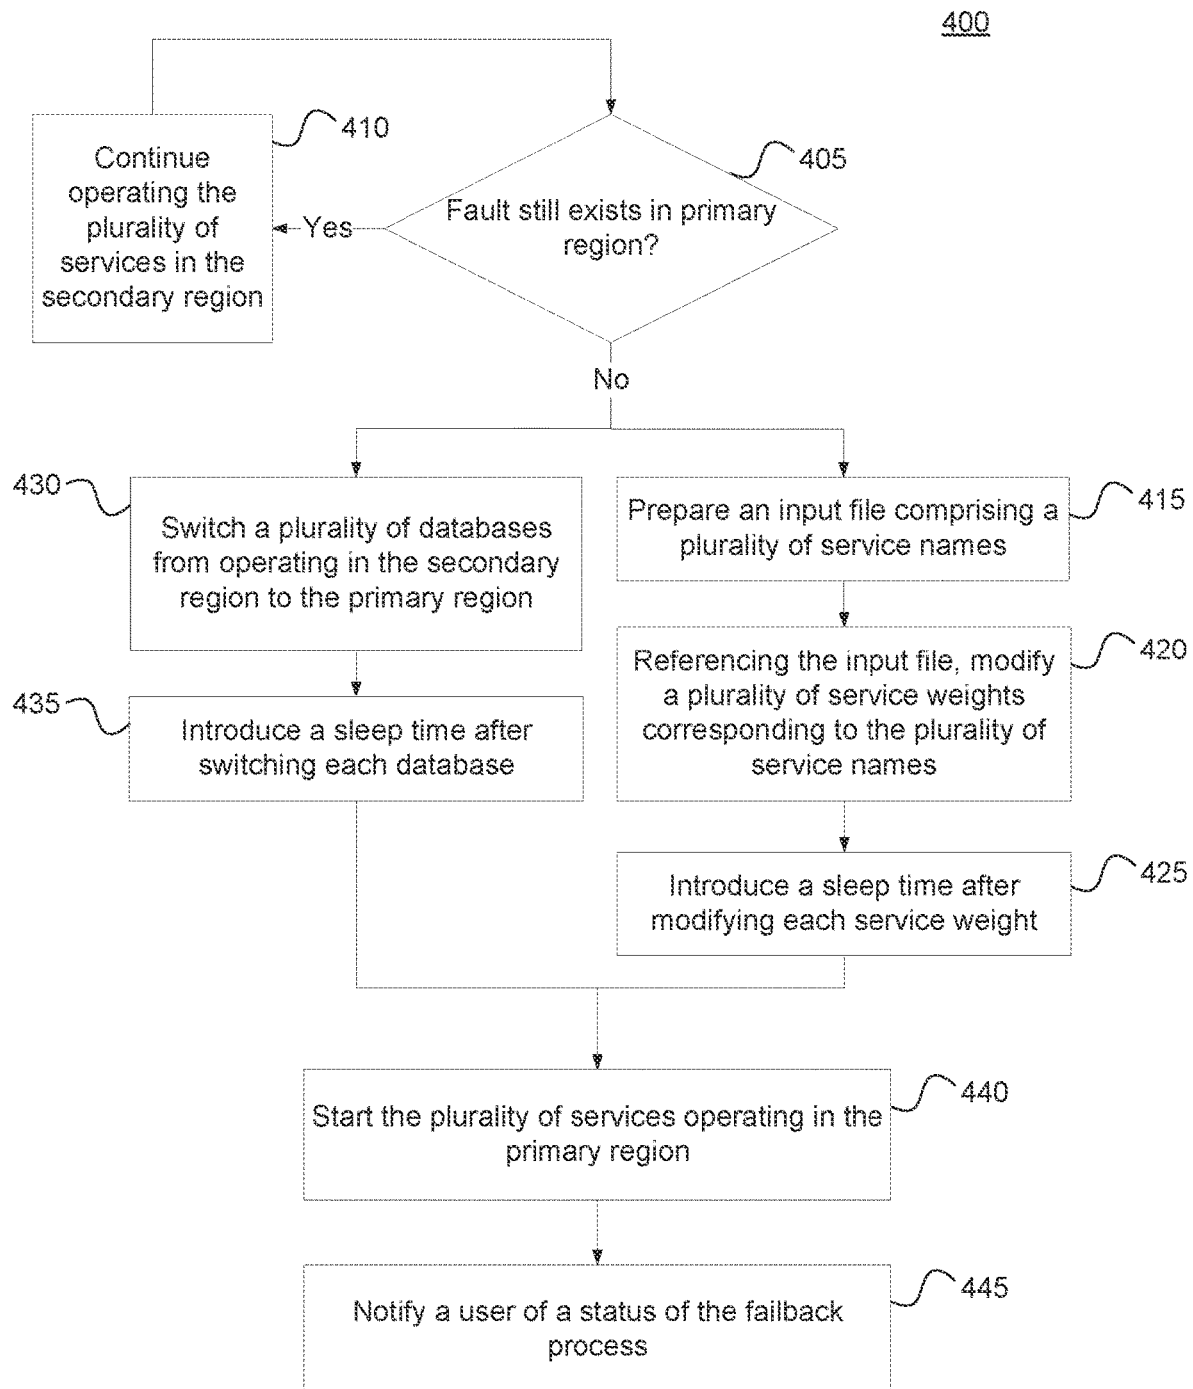 400
410
Continue
operating the
plurality of
services in the
secondary region
405
Fault still exists in primary
region?
Yes
No
430
Switch a plurality of databases
from operating in the secondary
region to the primary region
415
Prepare an input file comprising a
plurality of service names
435
Introduce a sleep time after
switching each database
420
Referencing the input file, modify
a plurality of service weights
corresponding to the plurality of
service names
425
Introduce a sleep time after
modifying each service weight
440
Start the plurality of services operating in the
primary region
445
Notify a user of a status of the failback
process